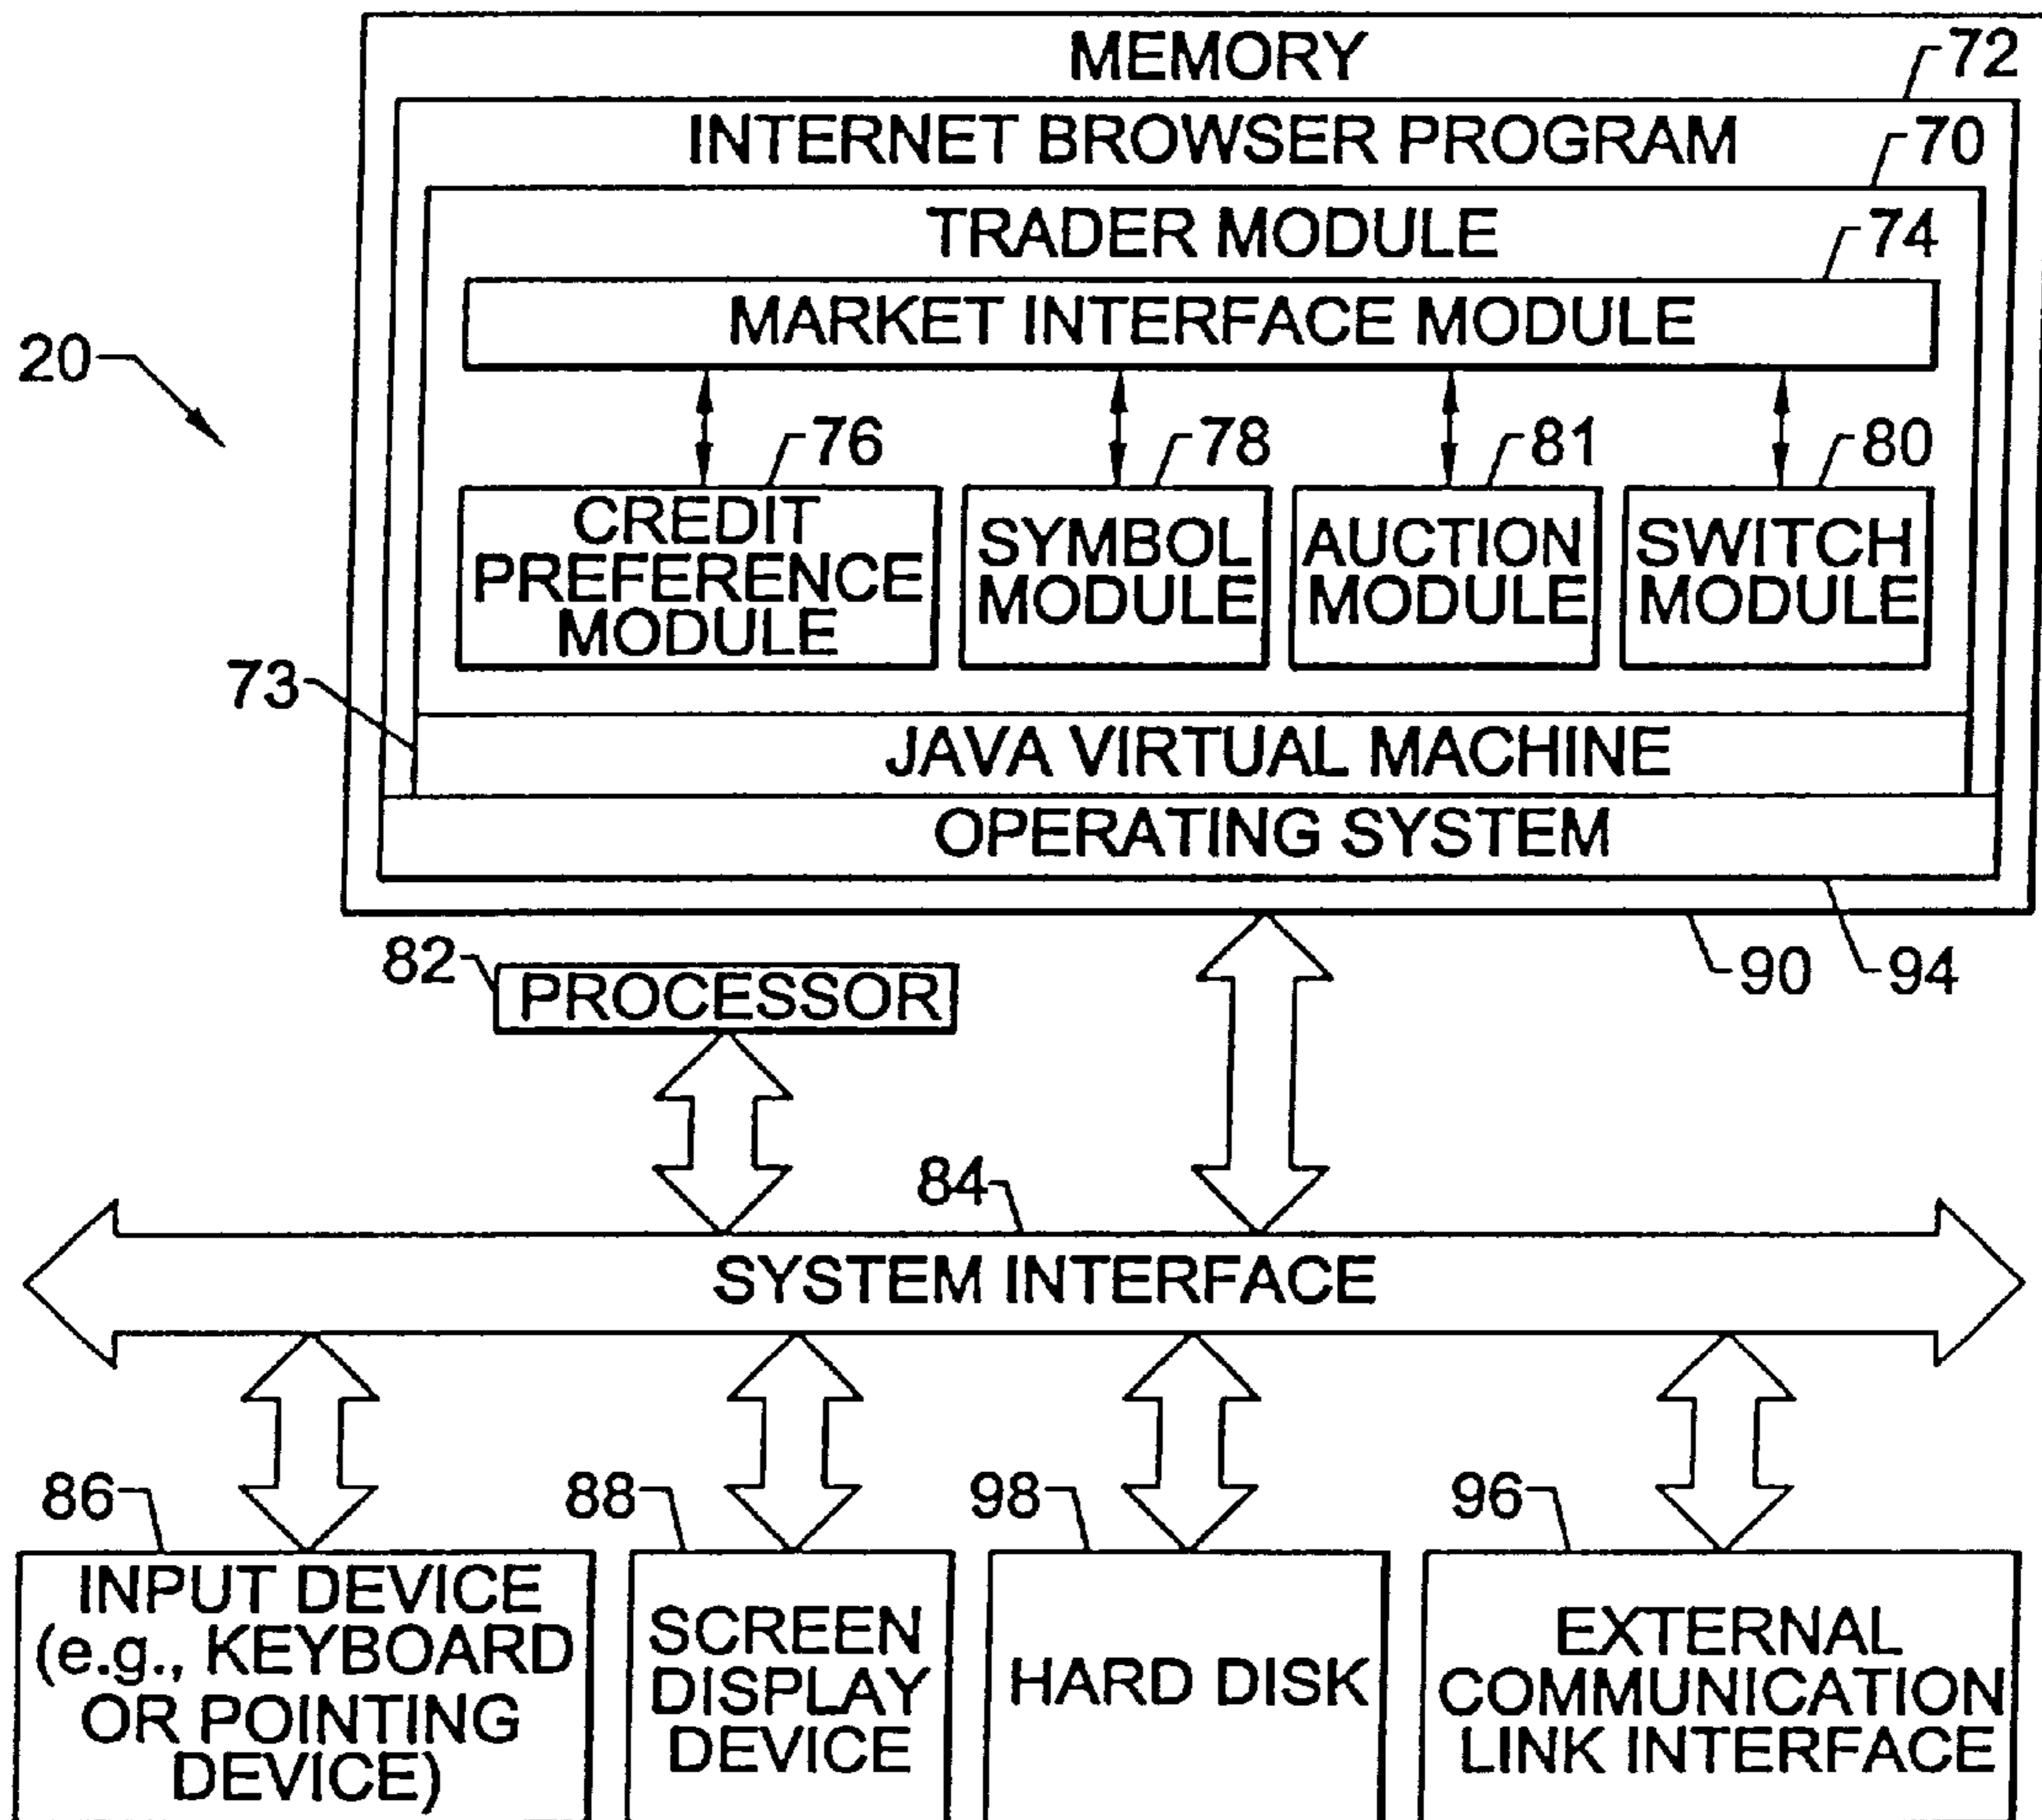 MEMORY
72
INTERNET BROWSER PROGRAM
70
TRADER MODULE
74
MARKET INTERFACE MODULE
20
76
78
81
80
CREDIT
PREFERENCE
MODULE
SYMBOL
MODULE
AUCTION
MODULE
SWITCH
MODULE
73
JAVA VIRTUAL MACHINE
OPERATING SYSTEM
82
PROCESSOR
90
94
84
SYSTEM INTERFACE
86
88
98
96
INPUT DEVICE
(e.g., KEYBOARD
OR POINTING
DEVICE)
SCREEN
DISPLAY
DEVICE
HARD DISK
EXTERNAL
COMMUNICATION
LINK INTERFACE